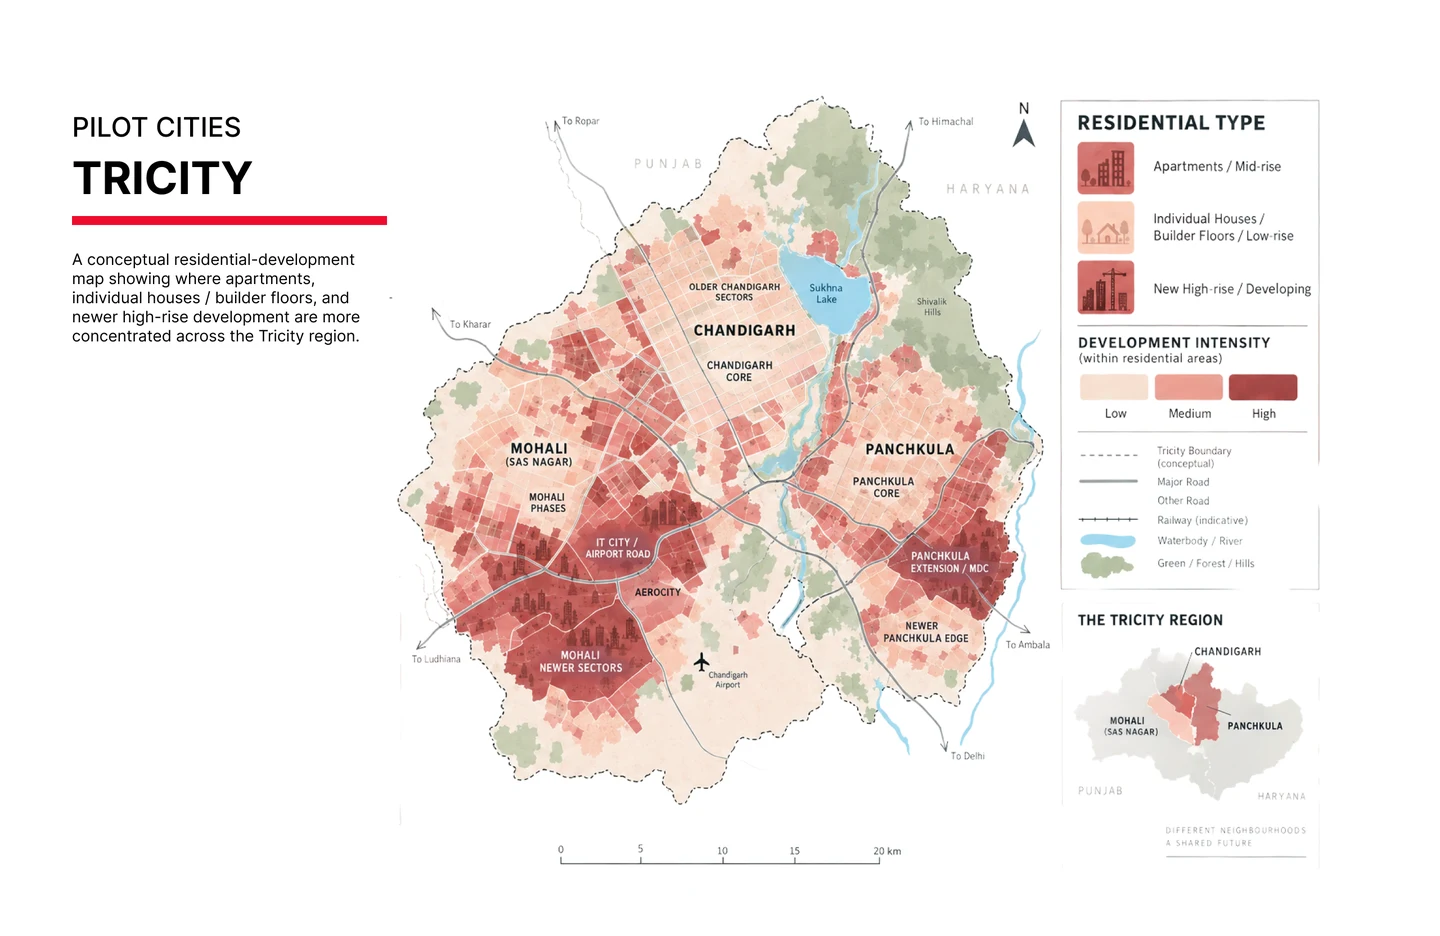 PILOT CITIES
TRICITY
A conceptual residential-development
map showing where apartments,
individual houses / builder floors, and
newer high-rise development are more
concentrated across the Tricity region.
To Ropar
PUNJAB
To Himachal
HARYANA
N
To Kharar
OLDER CHANDIGARH
SECTORS
Sukhna
Lake
Shivalik
Hills
CHANDIGARH
CHANDIGARH
CORE
MOHALI
(SAS NAGAR)
MOHALI
PHASES
PANCHKULA
PANCHKULA
CORE
IT CITY /
AIRPORT ROAD
PANCHKULA
EXTENSION / MDC
AEROCITY
NEWER
PANCHKULA EDGE
MOHALI
NEWER SECTORS
Chandigarh
Airport
To Ludhiana
To Ambala
To Delhi
0 5 10 15 20 km
RESIDENTIAL TYPE
Apartments / Mid-rise
Individual Houses /
Builder Floors / Low-rise
New High-rise / Developing
DEVELOPMENT INTENSITY
(within residential areas)
Low Medium High
Tricity Boundary
(conceptual)
Major Road
Other Road
Railway (indicative)
Waterbody / River
Green / Forest / Hills
THE TRICITY REGION
CHANDIGARH
MOHALI
(SAS NAGAR)
PANCHKULA
PUNJAB
HARYANA
DIFFERENT NEIGHBOURHOODS
A SHARED FUTURE